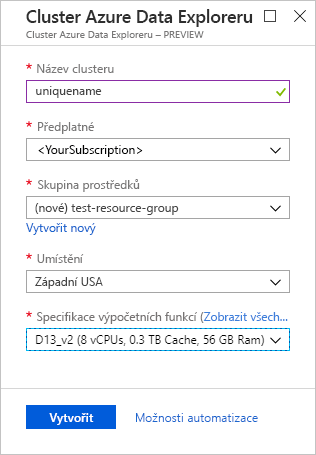 Cluster Azure Data Exploreru
Cluster Azure Data Exploreru – PREVIEW
* Název clusteru
uniquename
* Předplatné
<YourSubscription>
* Skupina prostředků
(nové) test-resource-group
Vytvořit nový
* Umístění
Západní USA
* Specifikace výpočetních funkcí (Zobrazit všech...
D13_v2 (8 vCPUs, 0.3 TB Cache, 56 GB Ram)
Vytvořit Možnosti automatizace